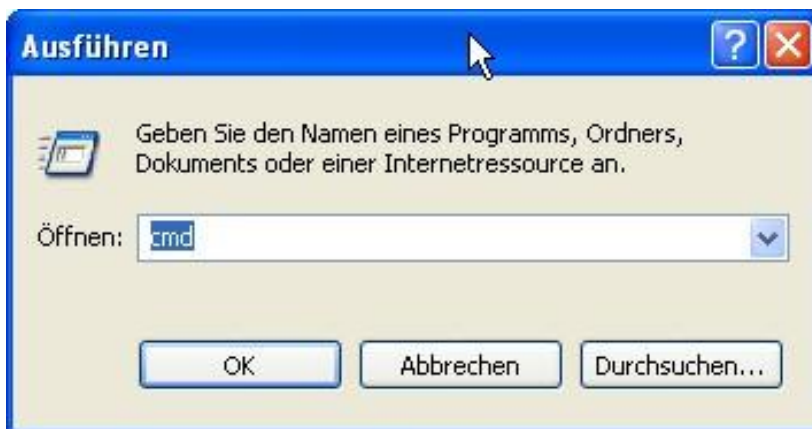 Ausführen
Geben Sie den Namen eines Programms, Ordners,
Dokuments oder einer Internetressource an.
Öffnen: cmd
OK Abbrechen Durchsuchen...